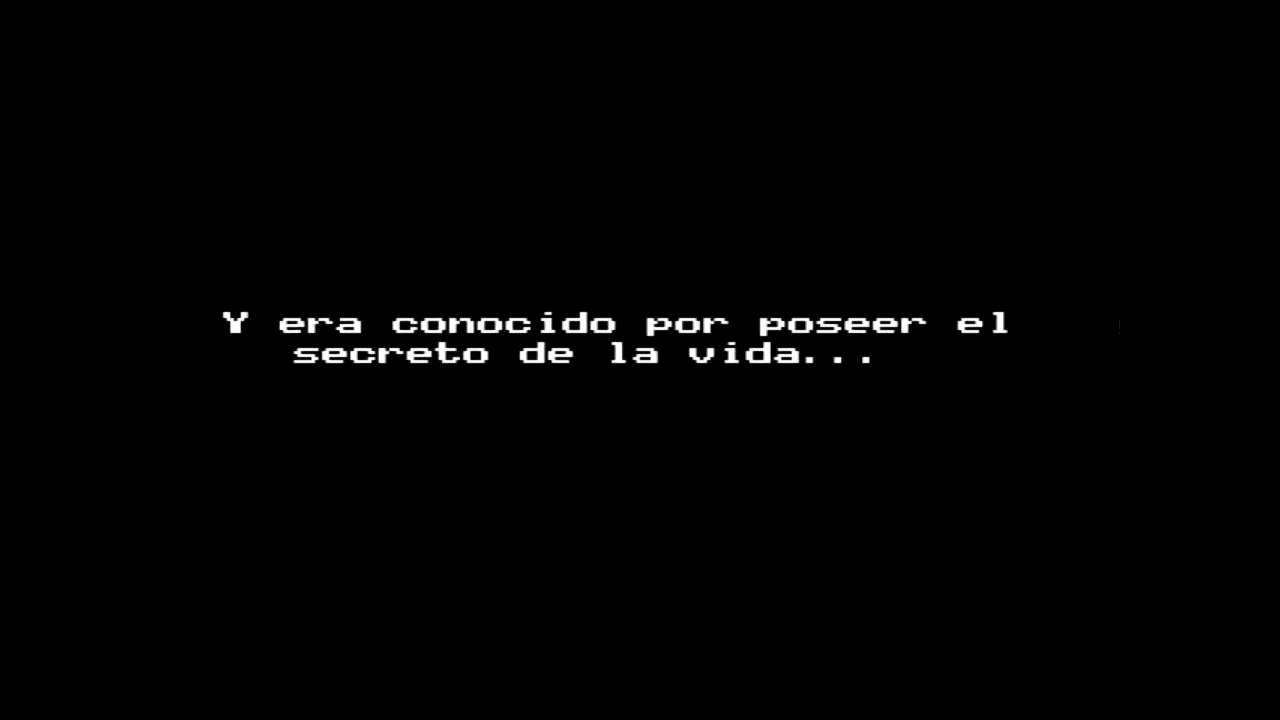 Y era conocido por poseer el
secreto de la vida...